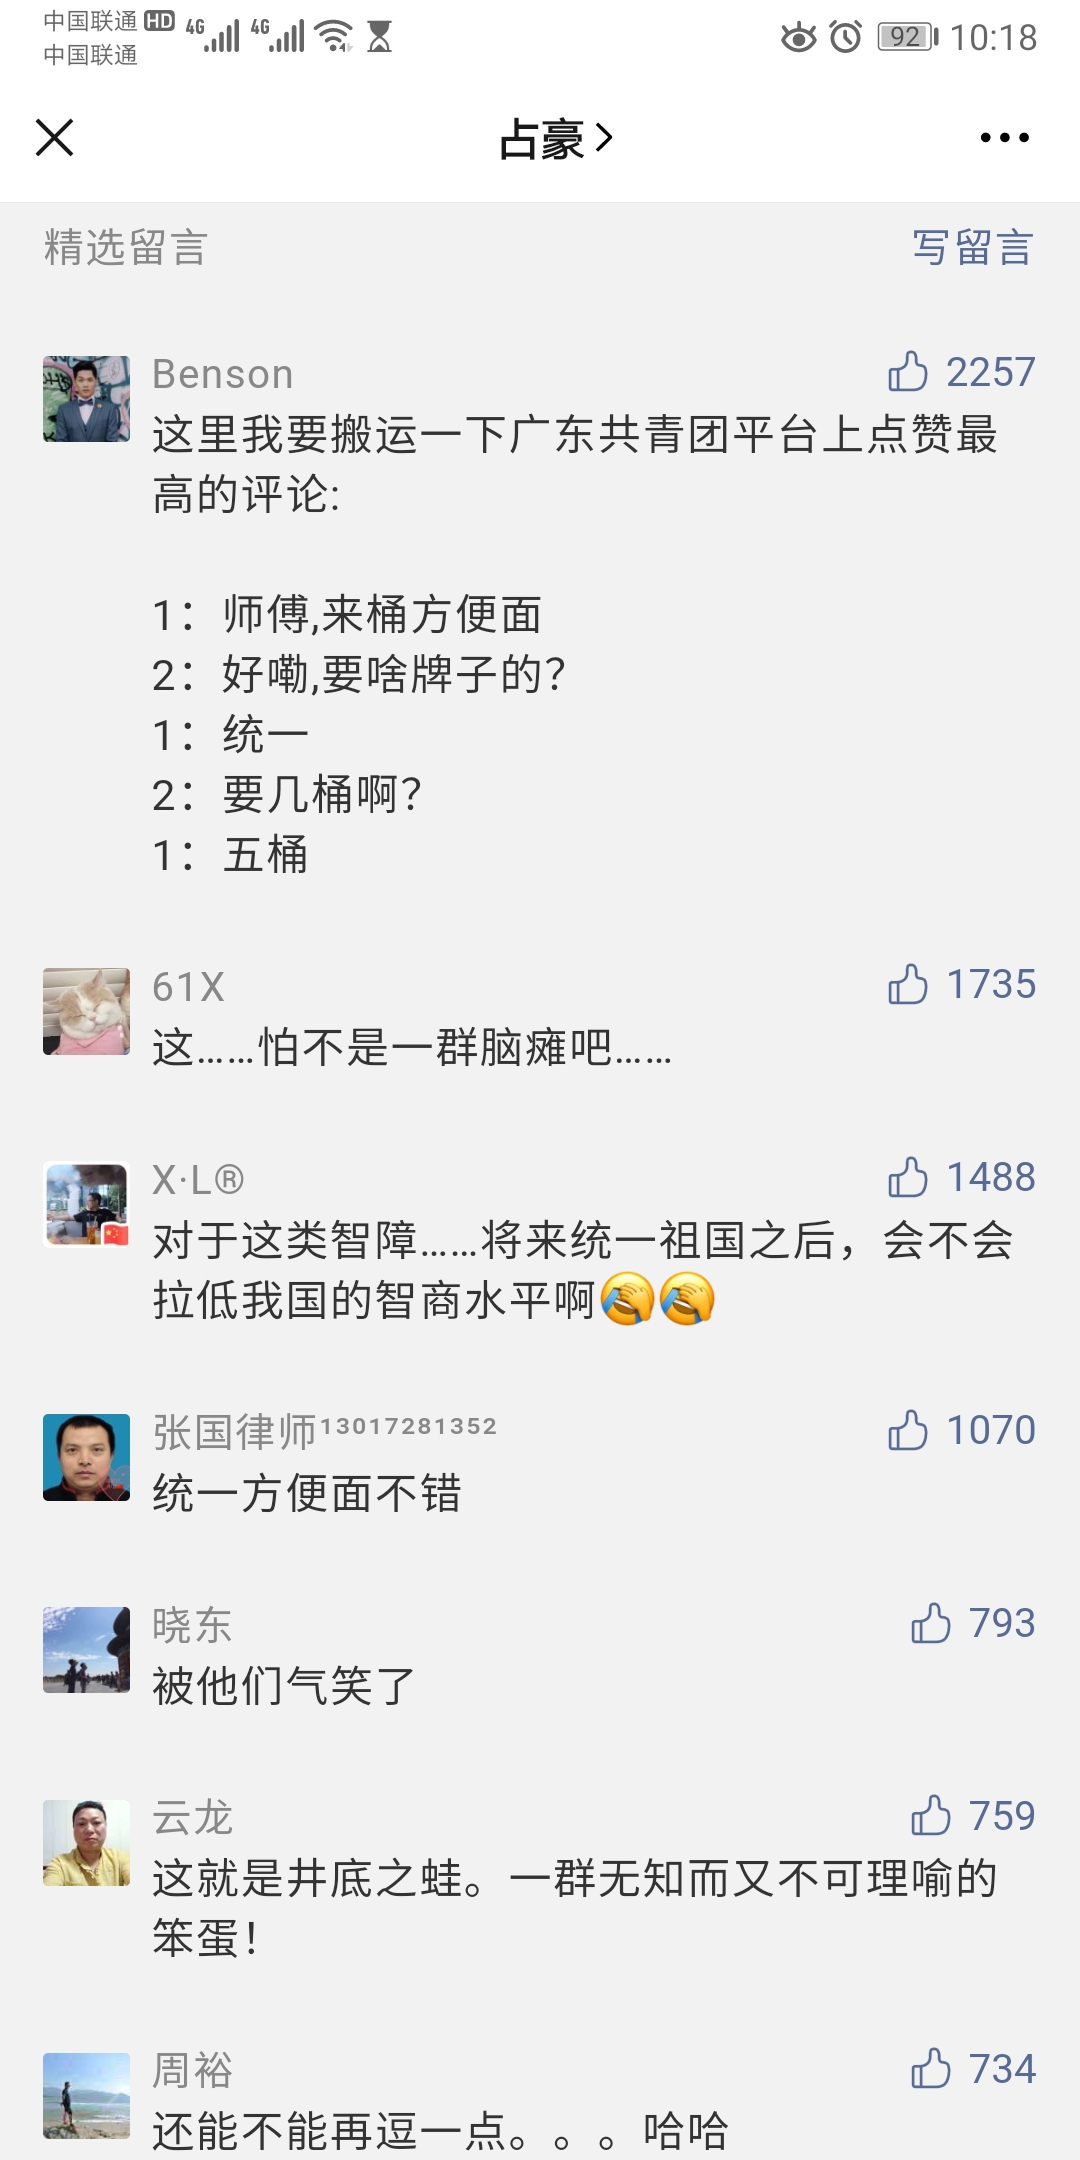 中国联通 HD 4G 4G 92 10:18
中国联通
占豪
精选留言 写留言
Benson 2257
这里我要搬运一下广东共青团平台上点赞最
高的评论:
1：师傅,来桶方便面
2：好嘞,要啥牌子的？
1：统一
2：要几桶啊？
1：五桶
61X 1735
这……怕不是一群脑瘫吧……
X·L® 1488
对于这类智障……将来统一祖国之后，会不会
拉低我国的智商水平啊🤣🤣
张国律师¹³⁰¹⁷²⁸¹³⁵² 1070
统一方便面不错
晓东 793
被他们气笑了
云龙 759
这就是井底之蛙。一群无知而又不可理喻的
笨蛋！
周裕 734
还能不能再逗一点。。。哈哈